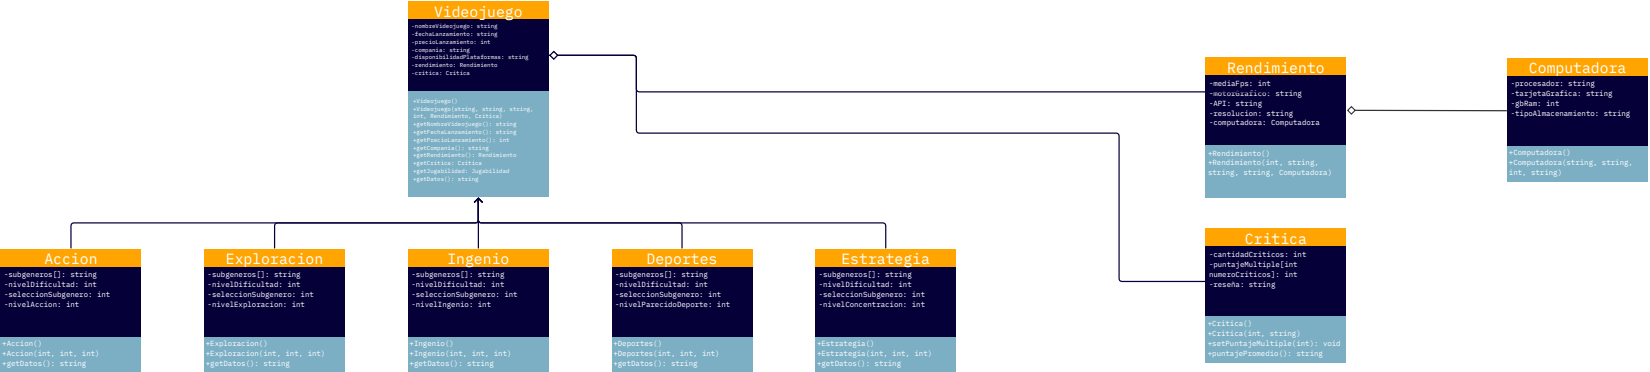 Videojuego
-nombreVideojuego: string
-fechaLanzamiento: string
-precioLanzamiento: int
-compania: string
-disponibilidadPlataformas: string
-rendimiento: Rendimiento
-critica: Critica
+Videojuego()
+Videojuego(string, string, string,
int, Rendimiento, Critica)
+getNombreVideojuego(): string
+getFechaLanzamiento(): string
+getPrecioLanzamiento(): int
+getCompania(): string
+getRendimiento(): Rendimiento
+getCritica: Critica
+getJugabilidad: Jugabilidad
+getDatos(): string
Rendimiento
-mediaFps: int
-motorGrafico: string
-API: string
-resolucion: string
-computadora: Computadora
+Rendimiento()
+Rendimiento(int, string,
string, string, Computadora)
Computadora
-procesador: string
-tarjetaGrafica: string
-gbRam: int
-tipoAlmacenamiento: string
+Computadora()
+Computadora(string, string,
int, string)
Accion
-subgeneros[]: string
-nivelDificultad: int
-seleccionSubgenero: int
-nivelAccion: int
+Accion()
+Accion(int, int, int)
+getDatos(): string
Exploracion
-subgeneros[]: string
-nivelDificultad: int
-seleccionSubgenero: int
-nivelExploracion: int
+Exploracion()
+Exploracion(int, int, int)
+getDatos(): string
Ingenio
-subgeneros[]: string
-nivelDificultad: int
-seleccionSubgenero: int
-nivelIngenio: int
+Ingenio()
+Ingenio(int, int, int)
+getDatos(): string
Deportes
-subgeneros[]: string
-nivelDificultad: int
-seleccionSubgenero: int
-nivelParecidoDeporte: int
+Deportes()
+Deportes(int, int, int)
+getDatos(): string
Estrategia
-subgeneros[]: string
-nivelDificultad: int
-seleccionSubgenero: int
-nivelConcentracion: int
+Estrategia()
+Estrategia(int, int, int)
+getDatos(): string
Critica
-cantidadCriticos: int
-puntajeMultiple[int
numeroCriticos]: int
-reseña: string
+Critica()
+Critica(int, string)
+setPuntajeMultiple(int): void
+puntajePromedio(): string